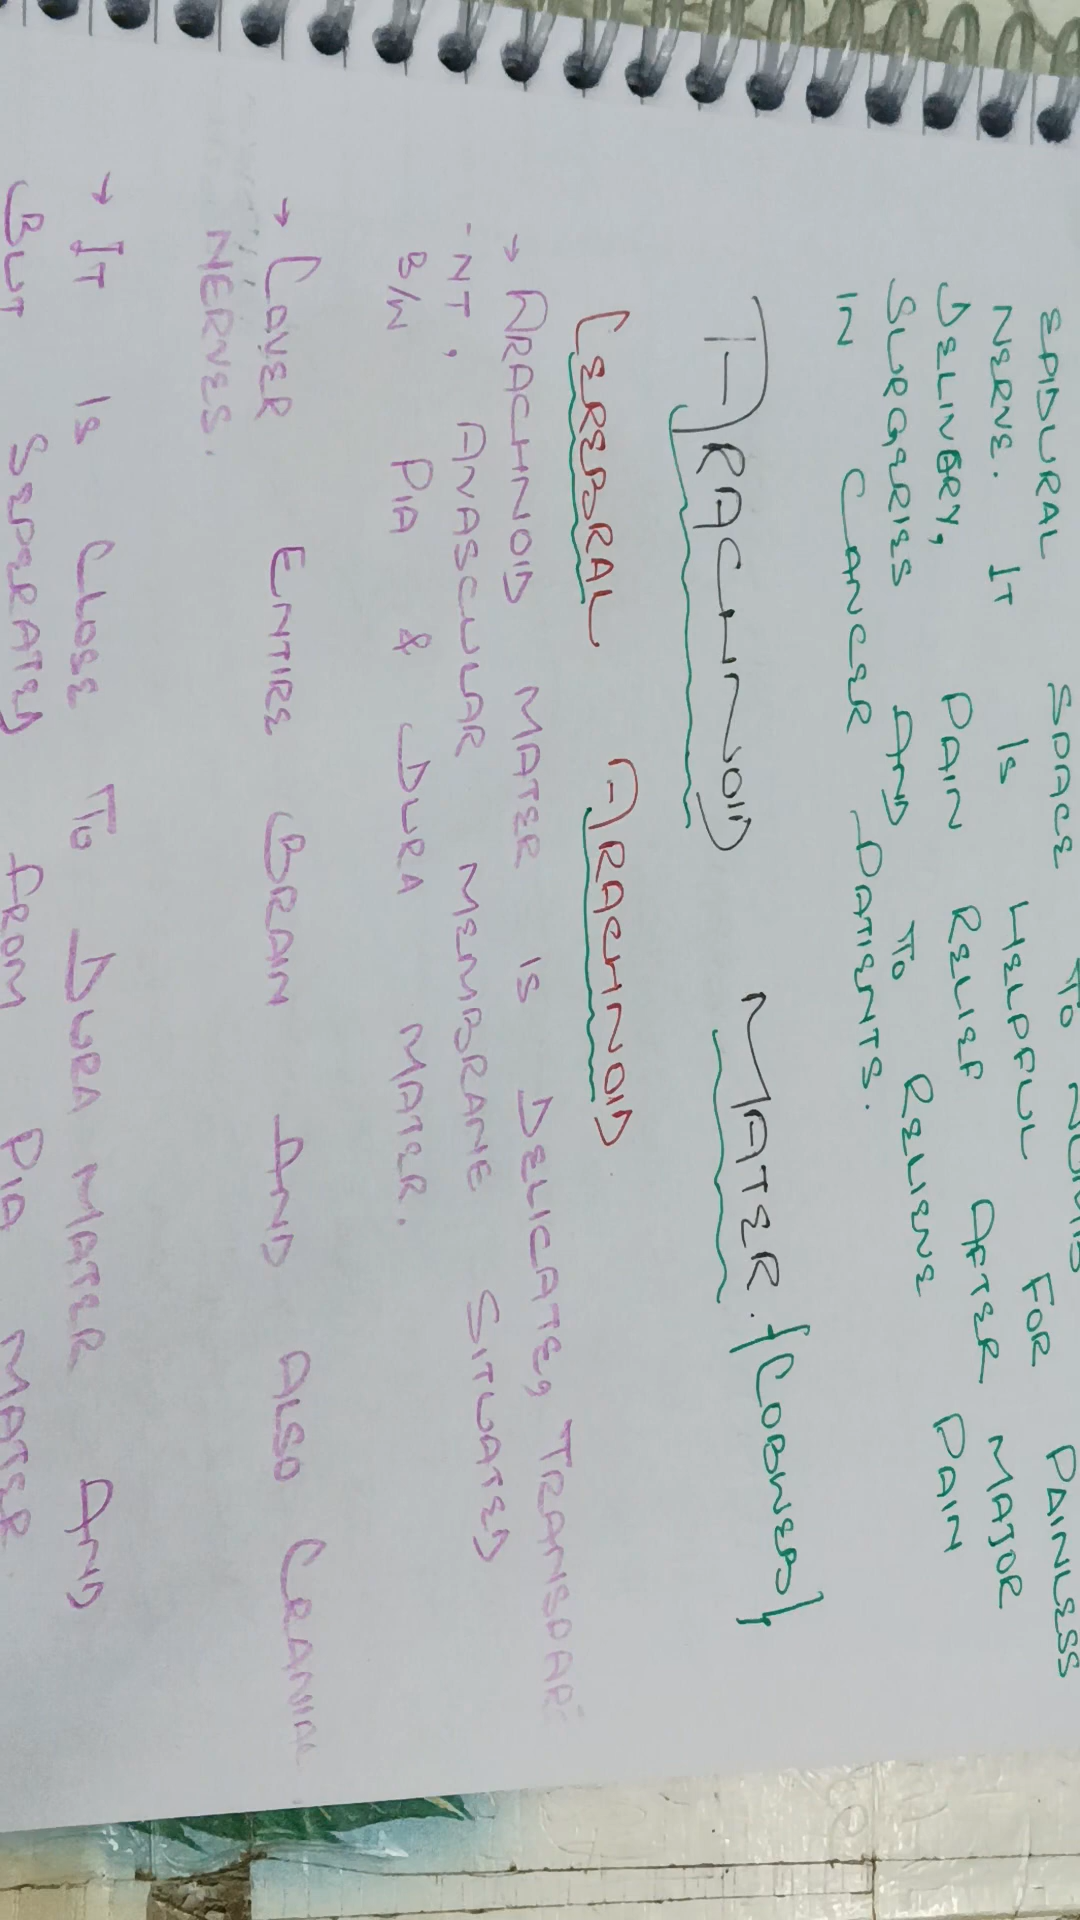 EPIDURAL SPACE TO NUMB PAINLESS
NERVE. IT IS HELPFUL FOR MAJOR
DELIVERY, PAIN RELIEF AFTER PAIN
SURGERIES AND TO RELIEVE
IN CANCER PATIENTS.
ARACHNOID MATER. {COBWEB}
CEREBRAL ARACHNOID
→ ARACHNOID MATER IS DELICATE, TRANSPAR-
-NT, AVASCULAR MEMBRANE SITUATED
B/W PIA & DURA MATER.
→ COVER ENTIRE BRAIN AND ALSO CRANIAL
NERVES.
→ IT IS CLOSE TO DURA MATER AND
BUT SEPERATED FROM PIA MATER